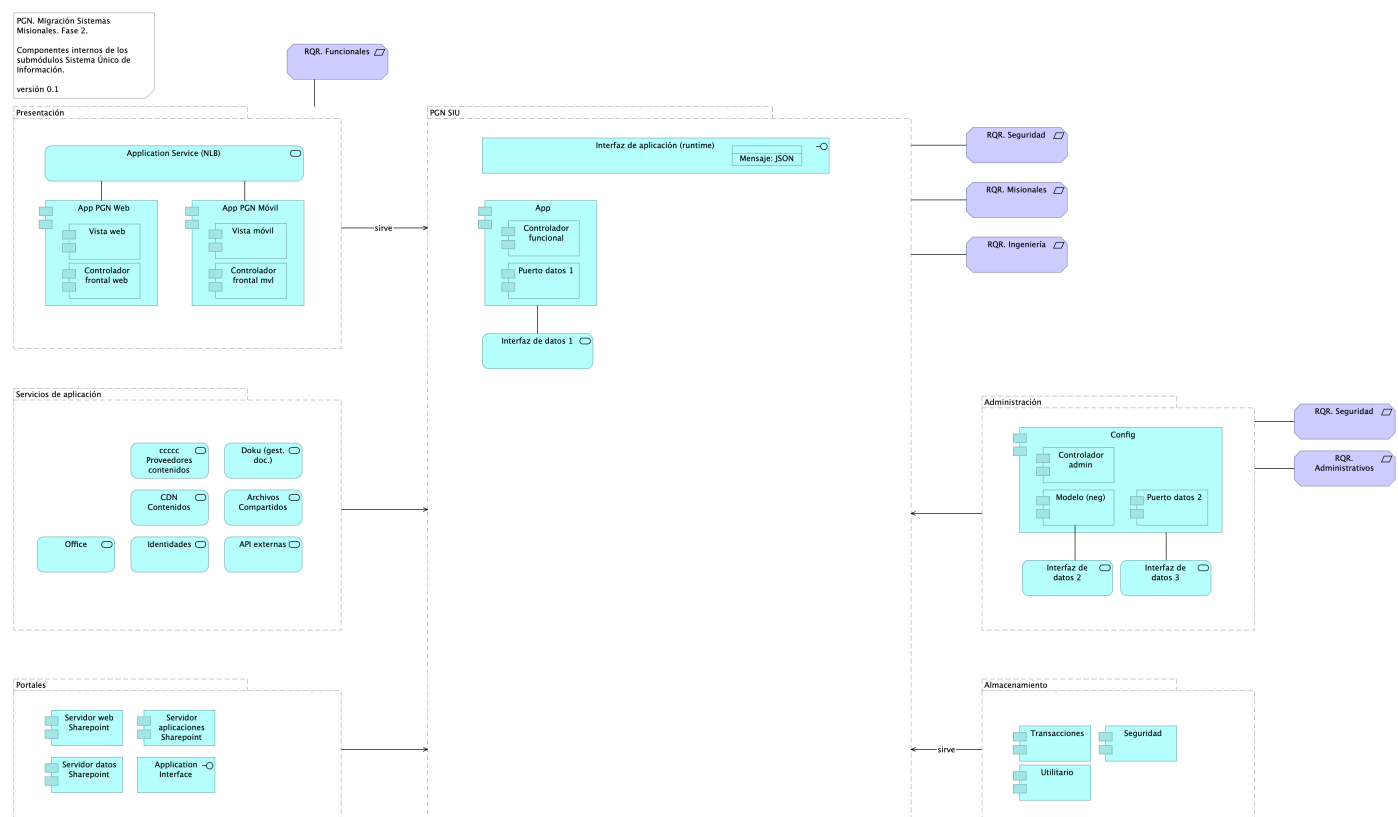 PGN. Migración Sistemas
Misionales. Fase 2.
Componentes internos de los
submódulos Sistema Único de
Información.
versión 0.1
RQR. Funcionales
Presentación
Application Service (NLB)
App PGN Web
Vista web
Controlador
frontal web
App PGN Móvil
Vista móvil
Controlador
frontal mvl
sirve
PGN SIU
Interfaz de aplicación (runtime)
Mensaje: JSON
App
Controlador
funcional
Puerto datos 1
Interfaz de datos 1
RQR. Seguridad
RQR. Misionales
RQR. Ingeniería
Servicios de aplicación
ccccc
Proveedores
contenidos
Doku (gest.
doc.)
CDN
Contenidos
Archivos
Compartidos
Office
Identidades
API externas
Administración
Config
Controlador
admin
Modelo (neg)
Puerto datos 2
Interfaz de
datos 2
Interfaz de
datos 3
RQR. Seguridad
RQR.
Administrativos
Portales
Servidor web
Sharepoint
Servidor
aplicaciones
Sharepoint
Servidor datos
Sharepoint
Application
Interface
Almacenamiento
sirve
Transacciones
Seguridad
Utilitario